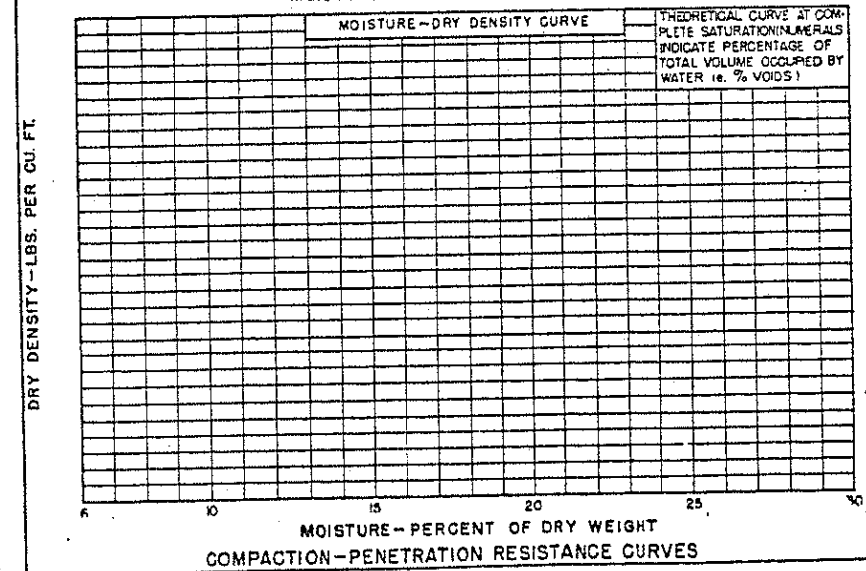 MOISTURE-DRY DENSITY CURVE
THEORETICAL CURVE AT COM-
PLETE SATURATION(NUMERALS
INDICATE PERCENTAGE OF
TOTAL VOLUME OCCUPIED BY
WATER ie. % VOIDS)
DRY DENSITY-LBS. PER CU. FT.
6 10 15 20 25 30
MOISTURE-PERCENT OF DRY WEIGHT
COMPACTION-PENETRATION RESISTANCE CURVES